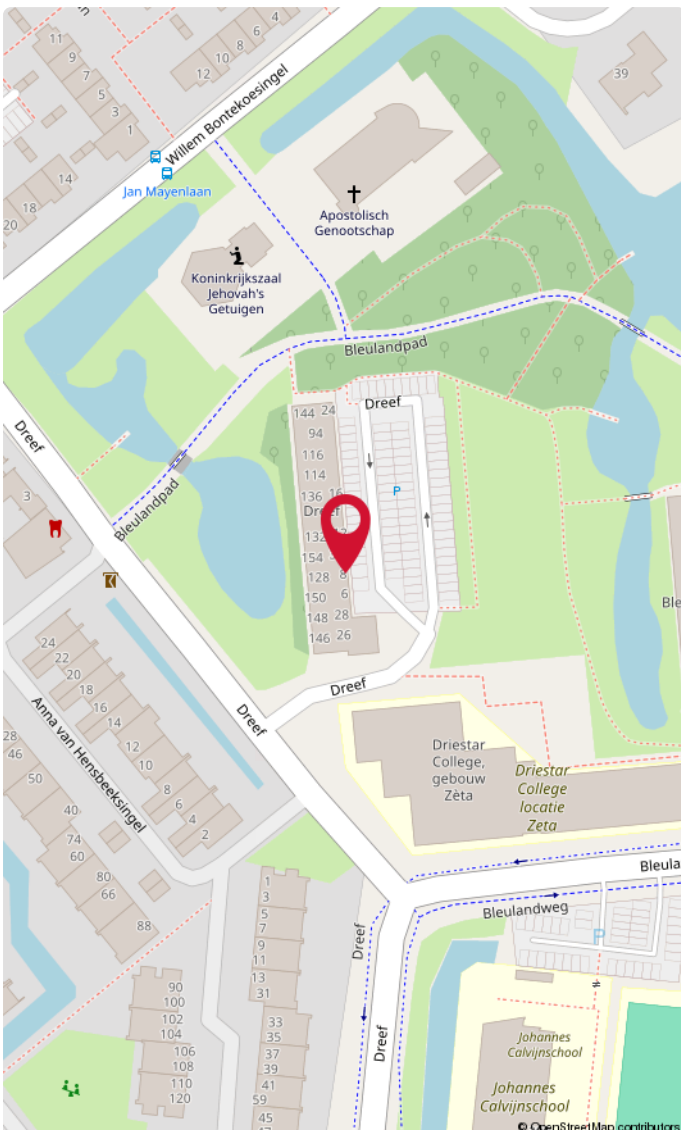 11
9
7
5
3
1
12
10
8
6
4
39
Willem Bontekoesingel
Jan Mayenlaan
14
18
20
Apostolisch
Genootschap
Koninkrijkszaal
Jehovah's
Getuigen
Bleulandpad
Dreef
Dreef
Bleulandpad
144 24
94
116
114
136 16
Dreef
P
132
154
128 8
150 6
148 28
146 26
3
Dreef
Dreef
24
22
20
18
16
14
12
10
8
6
4
2
Anna van Hensbeeksingel
28
46
50
40
74
60
80
66
88
Driestar
College,
gebouw
Zèta
Driestar
College
locatie
Zeta
Bleula
Bleulandweg
P
Dreef
Dreef
1
3
5
7
9
11
13
31
33
35
37
39
41
59
45
90
100
102
104
106
108
110
120
Johannes
Calvijnschool
Johannes
Calvijnschool
© OpenStreetMap contributors